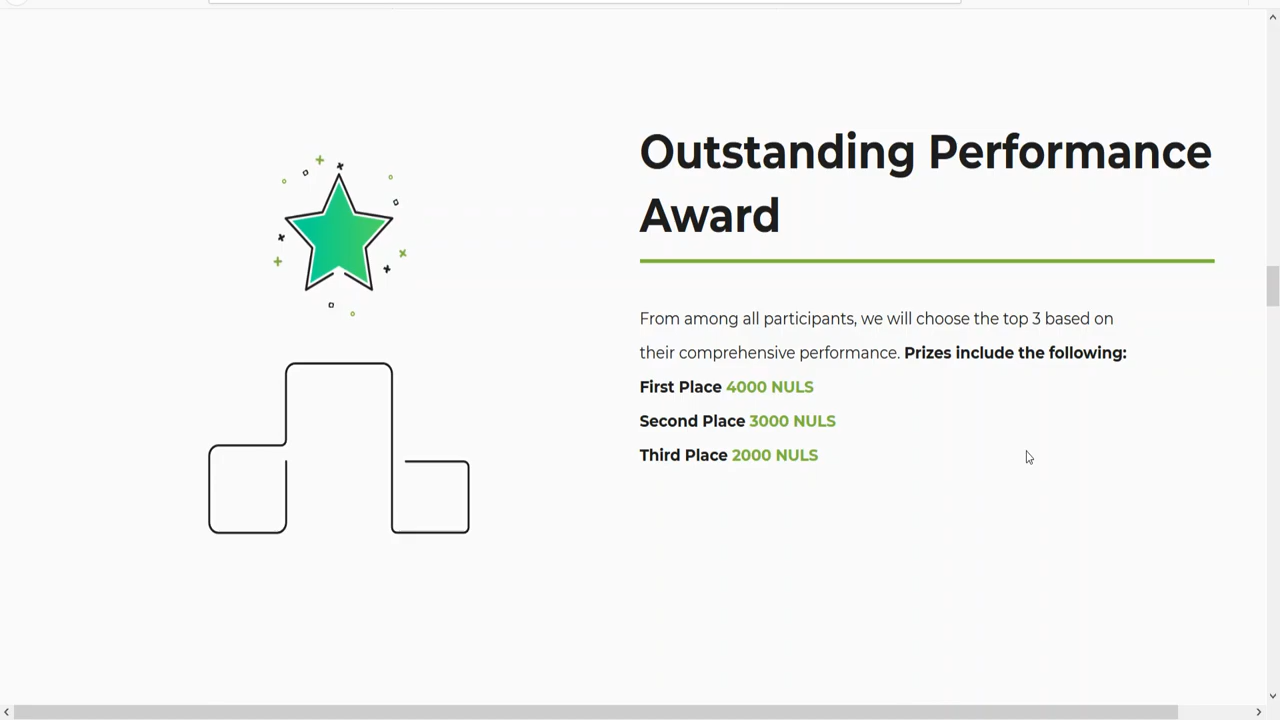 Outstanding Performance
Award
From among all participants, we will choose the top 3 based on
their comprehensive performance. Prizes include the following:
First Place 4000 NULS
Second Place 3000 NULS
Third Place 2000 NULS